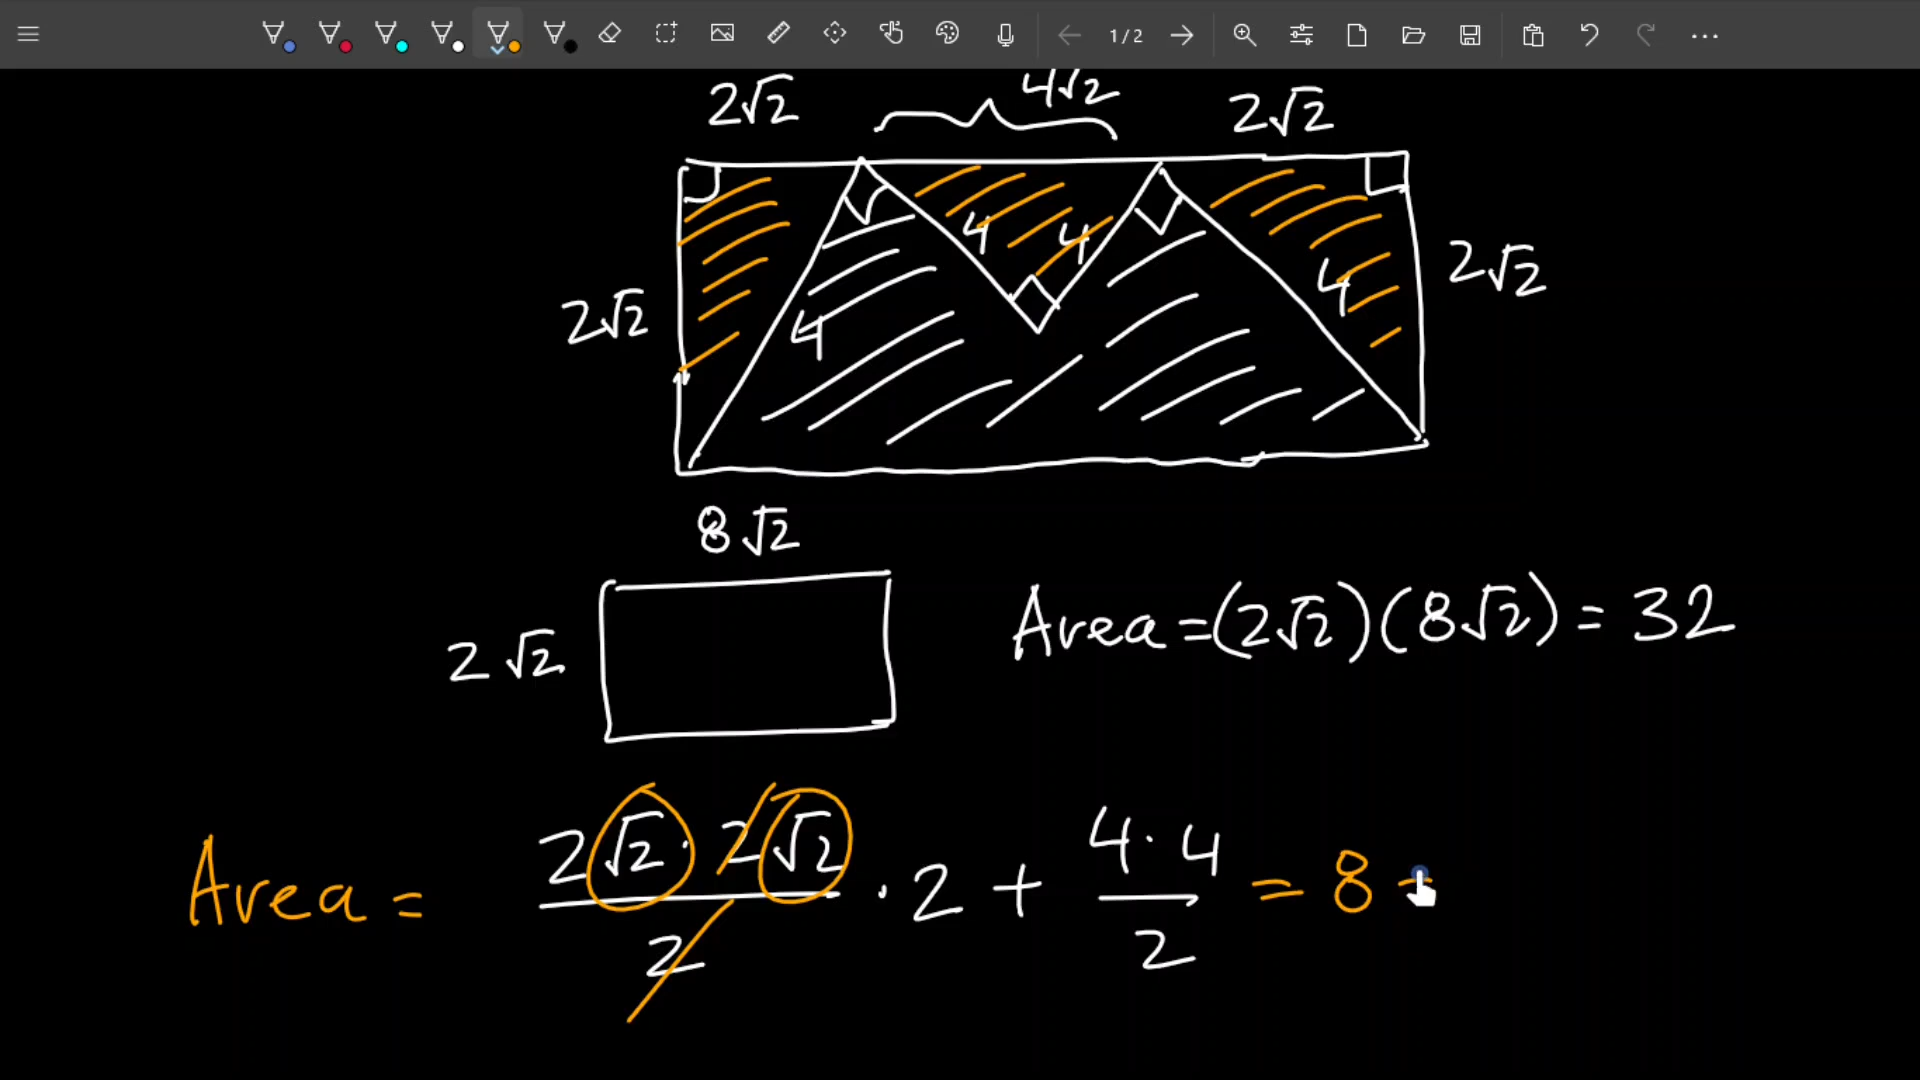 1/2
2√2 4√2 2√2
4 4
2√2 4 4 2√2
8√2
2√2 Area = (2√2)(8√2) = 32
Area = (2√2 · 2√2)/2 · 2 + (4 · 4)/2 = 8